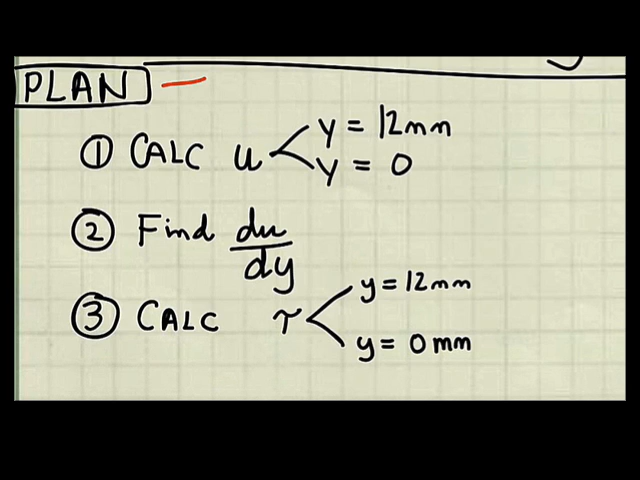 PLAN —
① CALC u < y = 12mm
y = 0
② Find du/dy
③ CALC τ < y = 12mm
y = 0mm